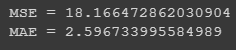 MSE = 18.166472862030904
MAE = 2.596733995584989